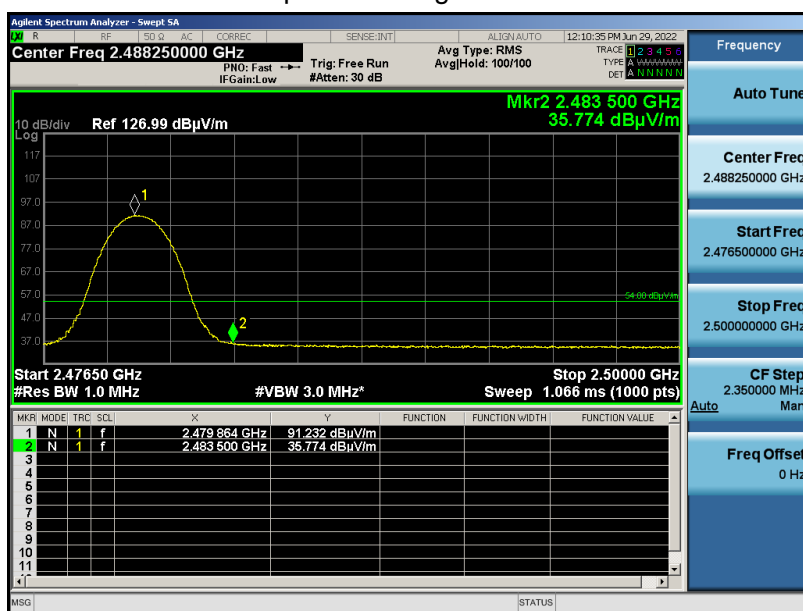 Agilent Spectrum Analyzer - Swept SA
LXI R RF 50 Ω AC CORREC SENSE:INT ALIGN AUTO 12:10:35 PM Jun 29, 2022
Center Freq 2.488250000 GHz
PNO: Fast
IFGain:Low
Trig: Free Run
#Atten: 30 dB
Avg Type: RMS
Avg|Hold: 100/100
TRACE 1 2 3 4 5 6
TYPE A
DET A N N N N N
Mkr2 2.483 500 GHz
35.774 dBµV/m
10 dB/div Ref 126.99 dBµV/m
Log
117
107
97.0
87.0
77.0
67.0
57.0
47.0
37.0
1
2
54.00 dBµV/m
Start 2.47650 GHz Stop 2.50000 GHz
#Res BW 1.0 MHz #VBW 3.0 MHz* Sweep 1.066 ms (1000 pts)
MKR MODE TRC SCL X Y FUNCTION FUNCTION WIDTH FUNCTION VALUE
1 N 1 f 2.479 864 GHz 91.232 dBµV/m
2 N 1 f 2.483 500 GHz 35.774 dBµV/m
3
4
5
6
7
8
9
10
11
MSG STATUS
Frequency
Auto Tune
Center Freq
2.488250000 GHz
Start Freq
2.476500000 GHz
Stop Freq
2.500000000 GHz
CF Step
2.350000 MHz
Auto Man
Freq Offset
0 Hz